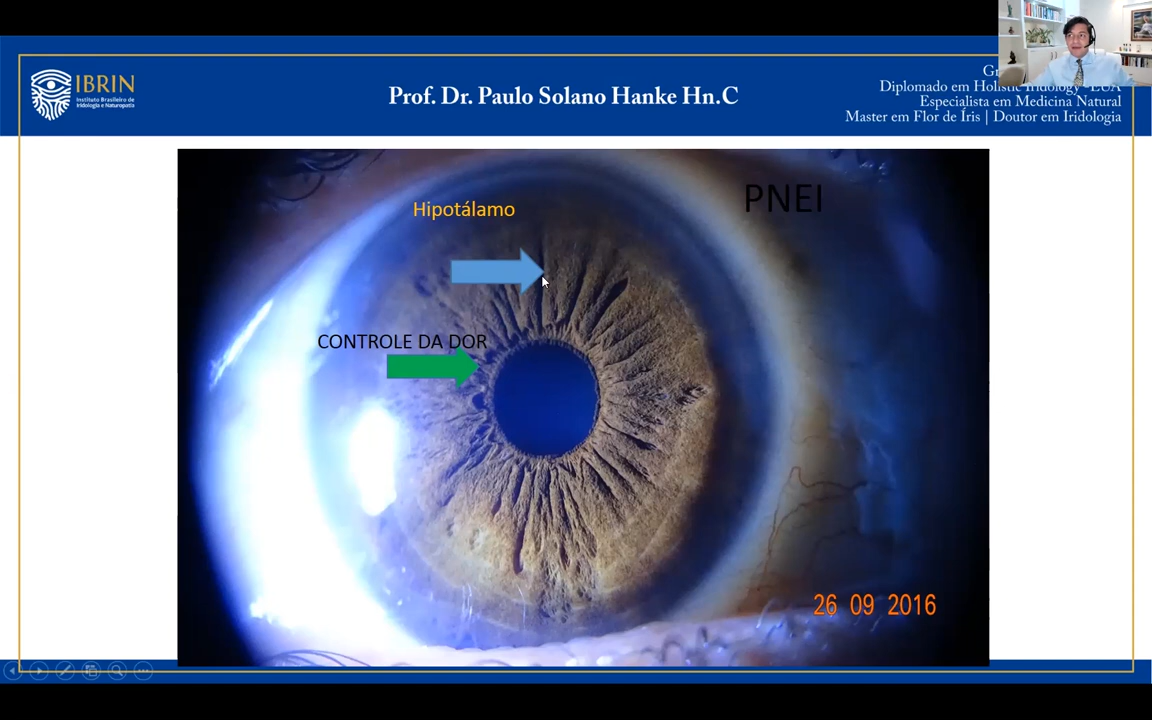 IBRIN
Instituto Brasileiro de
Iridologia e Naturopatia
Prof. Dr. Paulo Solano Hanke Hn.C
Diplomado em Holistic Iridology -EUA
Especialista em Medicina Natural
Master em Flor de Íris | Doutor em Iridologia
PNEI
Hipotálamo
CONTROLE DA DOR
26 09 2016